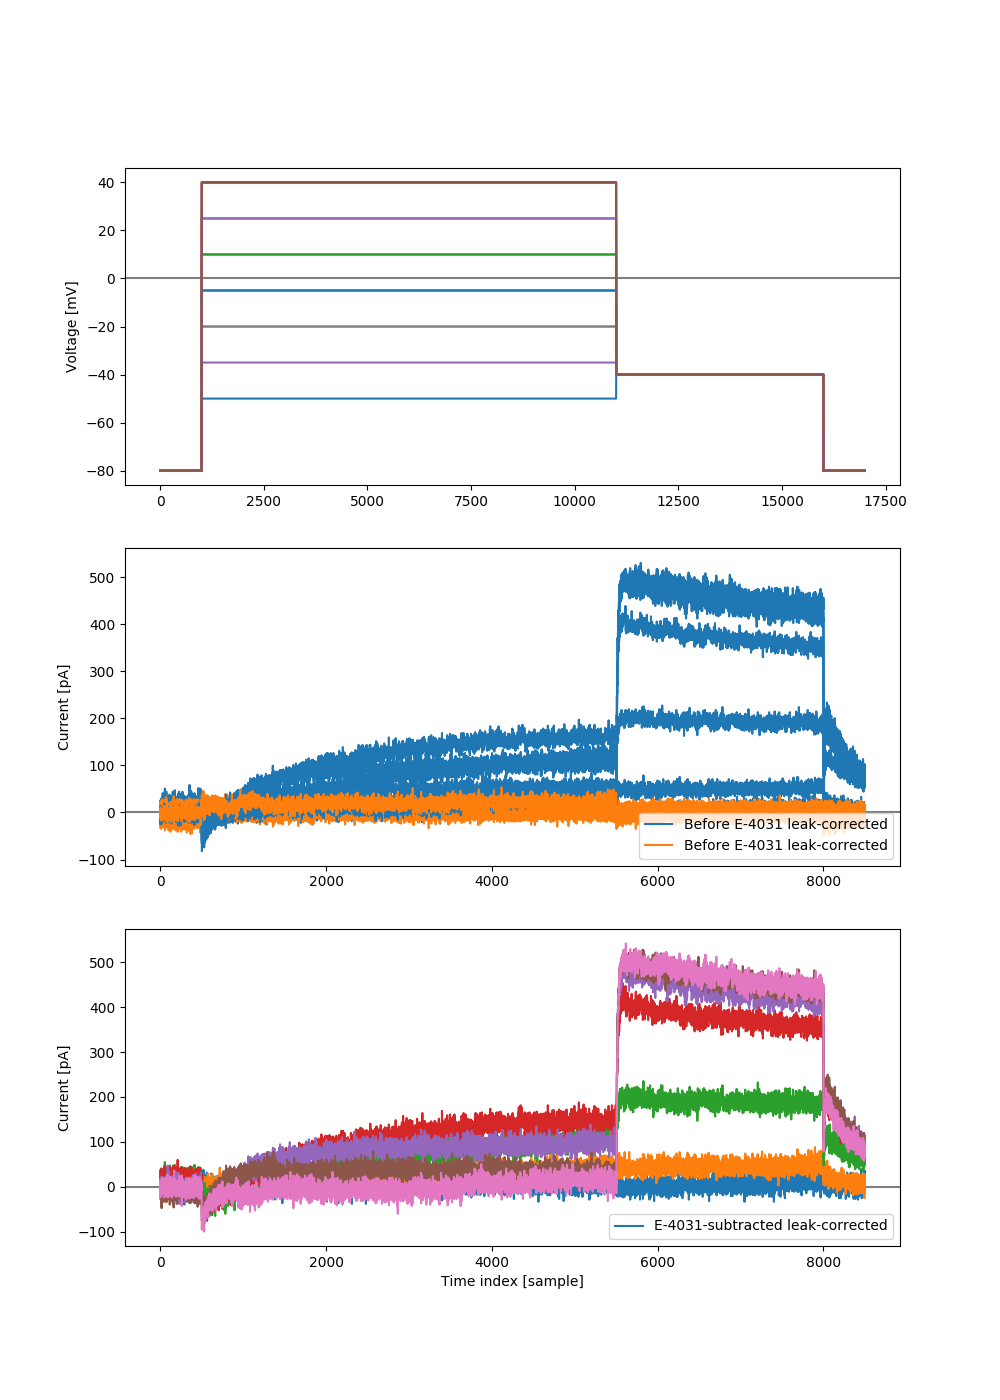 40
20
0
−20
−40
−60
−80
Voltage [mV]
0 2500 5000 7500 10000 12500 15000 17500
500
400
300
200
100
0
−100
Current [pA]
Before E-4031 leak-corrected
Before E-4031 leak-corrected
0 2000 4000 6000 8000
500
400
300
200
100
0
−100
Current [pA]
E-4031-subtracted leak-corrected
0 2000 4000 6000 8000
Time index [sample]